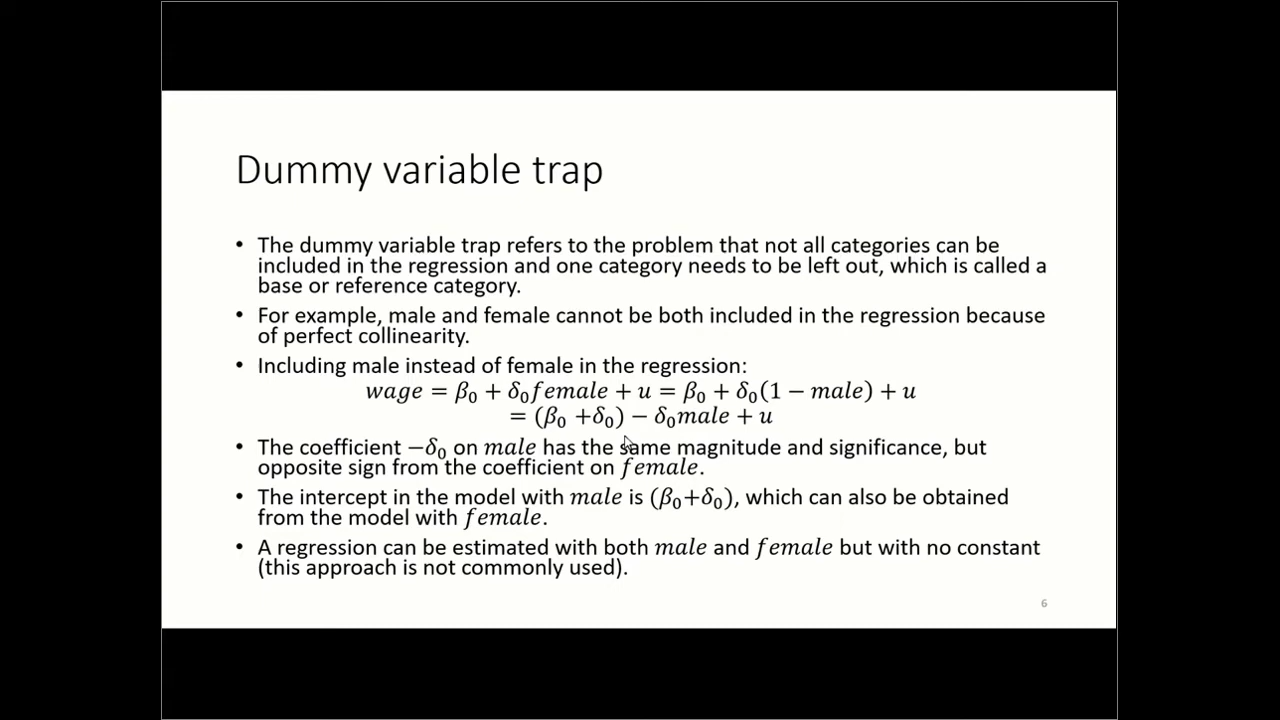 Dummy variable trap
• The dummy variable trap refers to the problem that not all categories can be
included in the regression and one category needs to be left out, which is called a
base or reference category.
• For example, male and female cannot be both included in the regression because
of perfect collinearity.
• Including male instead of female in the regression:
wage = β₀ + δ₀female + u = β₀ + δ₀(1 − male) + u
= (β₀ +δ₀) − δ₀male + u
• The coefficient −δ₀ on male has the same magnitude and significance, but
opposite sign from the coefficient on female.
• The intercept in the model with male is (β₀+δ₀), which can also be obtained
from the model with female.
• A regression can be estimated with both male and female but with no constant
(this approach is not commonly used).
6